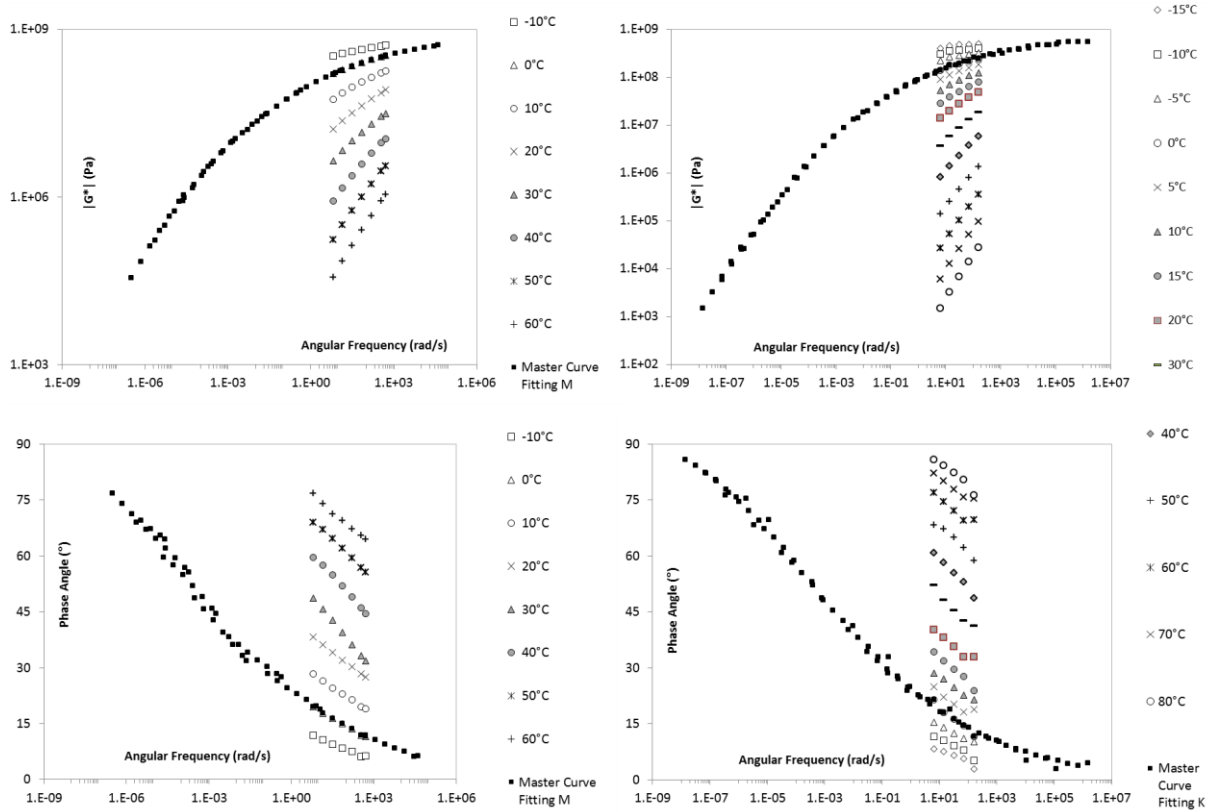 1.E+09
1.E+06
1.E+03
|G*| (Pa)
Angular Frequency (rad/s)
1.E-09 1.E-06 1.E-03 1.E+00 1.E+03 1.E+06
-10°C
0°C
10°C
20°C
30°C
40°C
50°C
60°C
Master Curve
Fitting M
1.E+09
1.E+08
1.E+07
1.E+06
1.E+05
1.E+04
1.E+03
1.E+02
|G*| (Pa)
Angular Frequency (rad/s)
1.E-09 1.E-07 1.E-05 1.E-03 1.E-01 1.E+01 1.E+03 1.E+05 1.E+07
-15°C
-10°C
-5°C
0°C
5°C
10°C
15°C
20°C
30°C
90
75
60
45
30
15
0
Phase Angle (°)
Angular Frequency (rad/s)
1.E-09 1.E-06 1.E-03 1.E+00 1.E+03 1.E+06
-10°C
0°C
10°C
20°C
30°C
40°C
50°C
60°C
Master Curve
Fitting M
90
75
60
45
30
15
0
Phase Angle (°)
Angular Frequency (rad/s)
1.E-09 1.E-07 1.E-05 1.E-03 1.E-01 1.E+01 1.E+03 1.E+05 1.E+07
40°C
50°C
60°C
70°C
80°C
Master
Curve
Fitting K